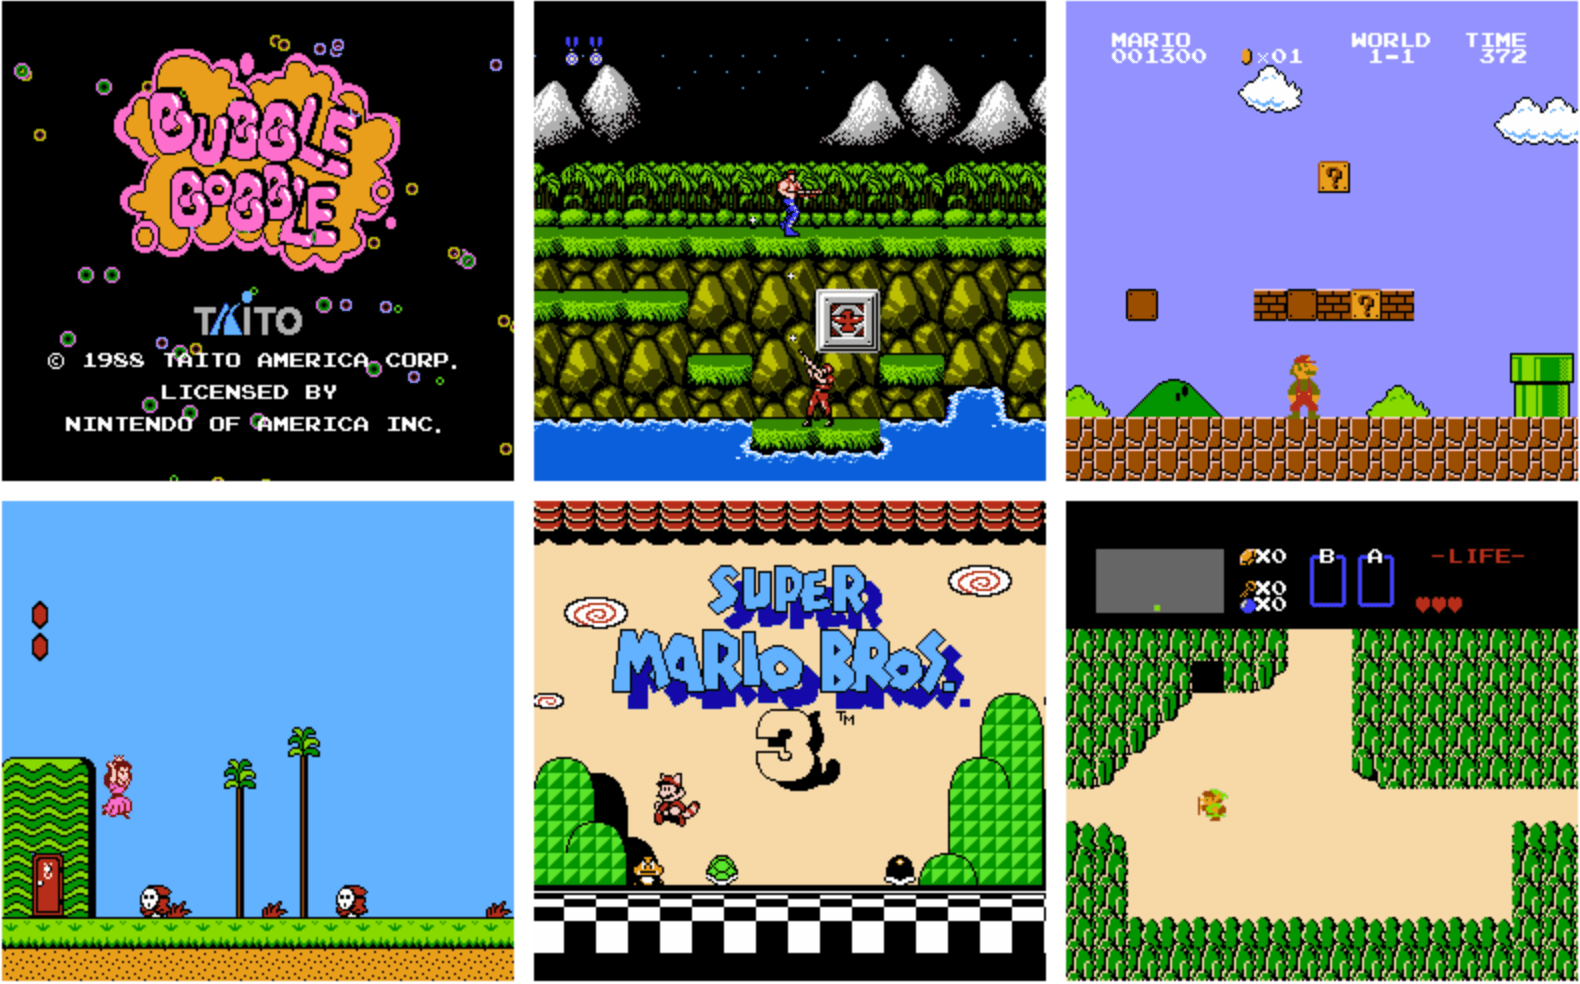 BUBBLE
BOBBLE
TAITO
© 1988 TAITO AMERICA CORP.
LICENSED BY
NINTENDO OF AMERICA INC.
MARIO WORLD TIME
001300 ×01 1-1 372
?
?
SUPER
MARIO BROS.
3 TM
X0 B A -LIFE-
X0
X0